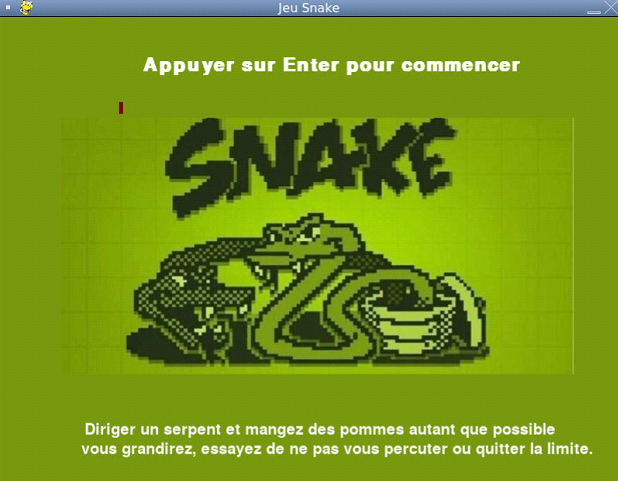 Jeu Snake
Appuyer sur Enter pour commencer
SNAKE
Diriger un serpent et mangez des pommes autant que possible
vous grandirez, essayez de ne pas vous percuter ou quitter la limite.